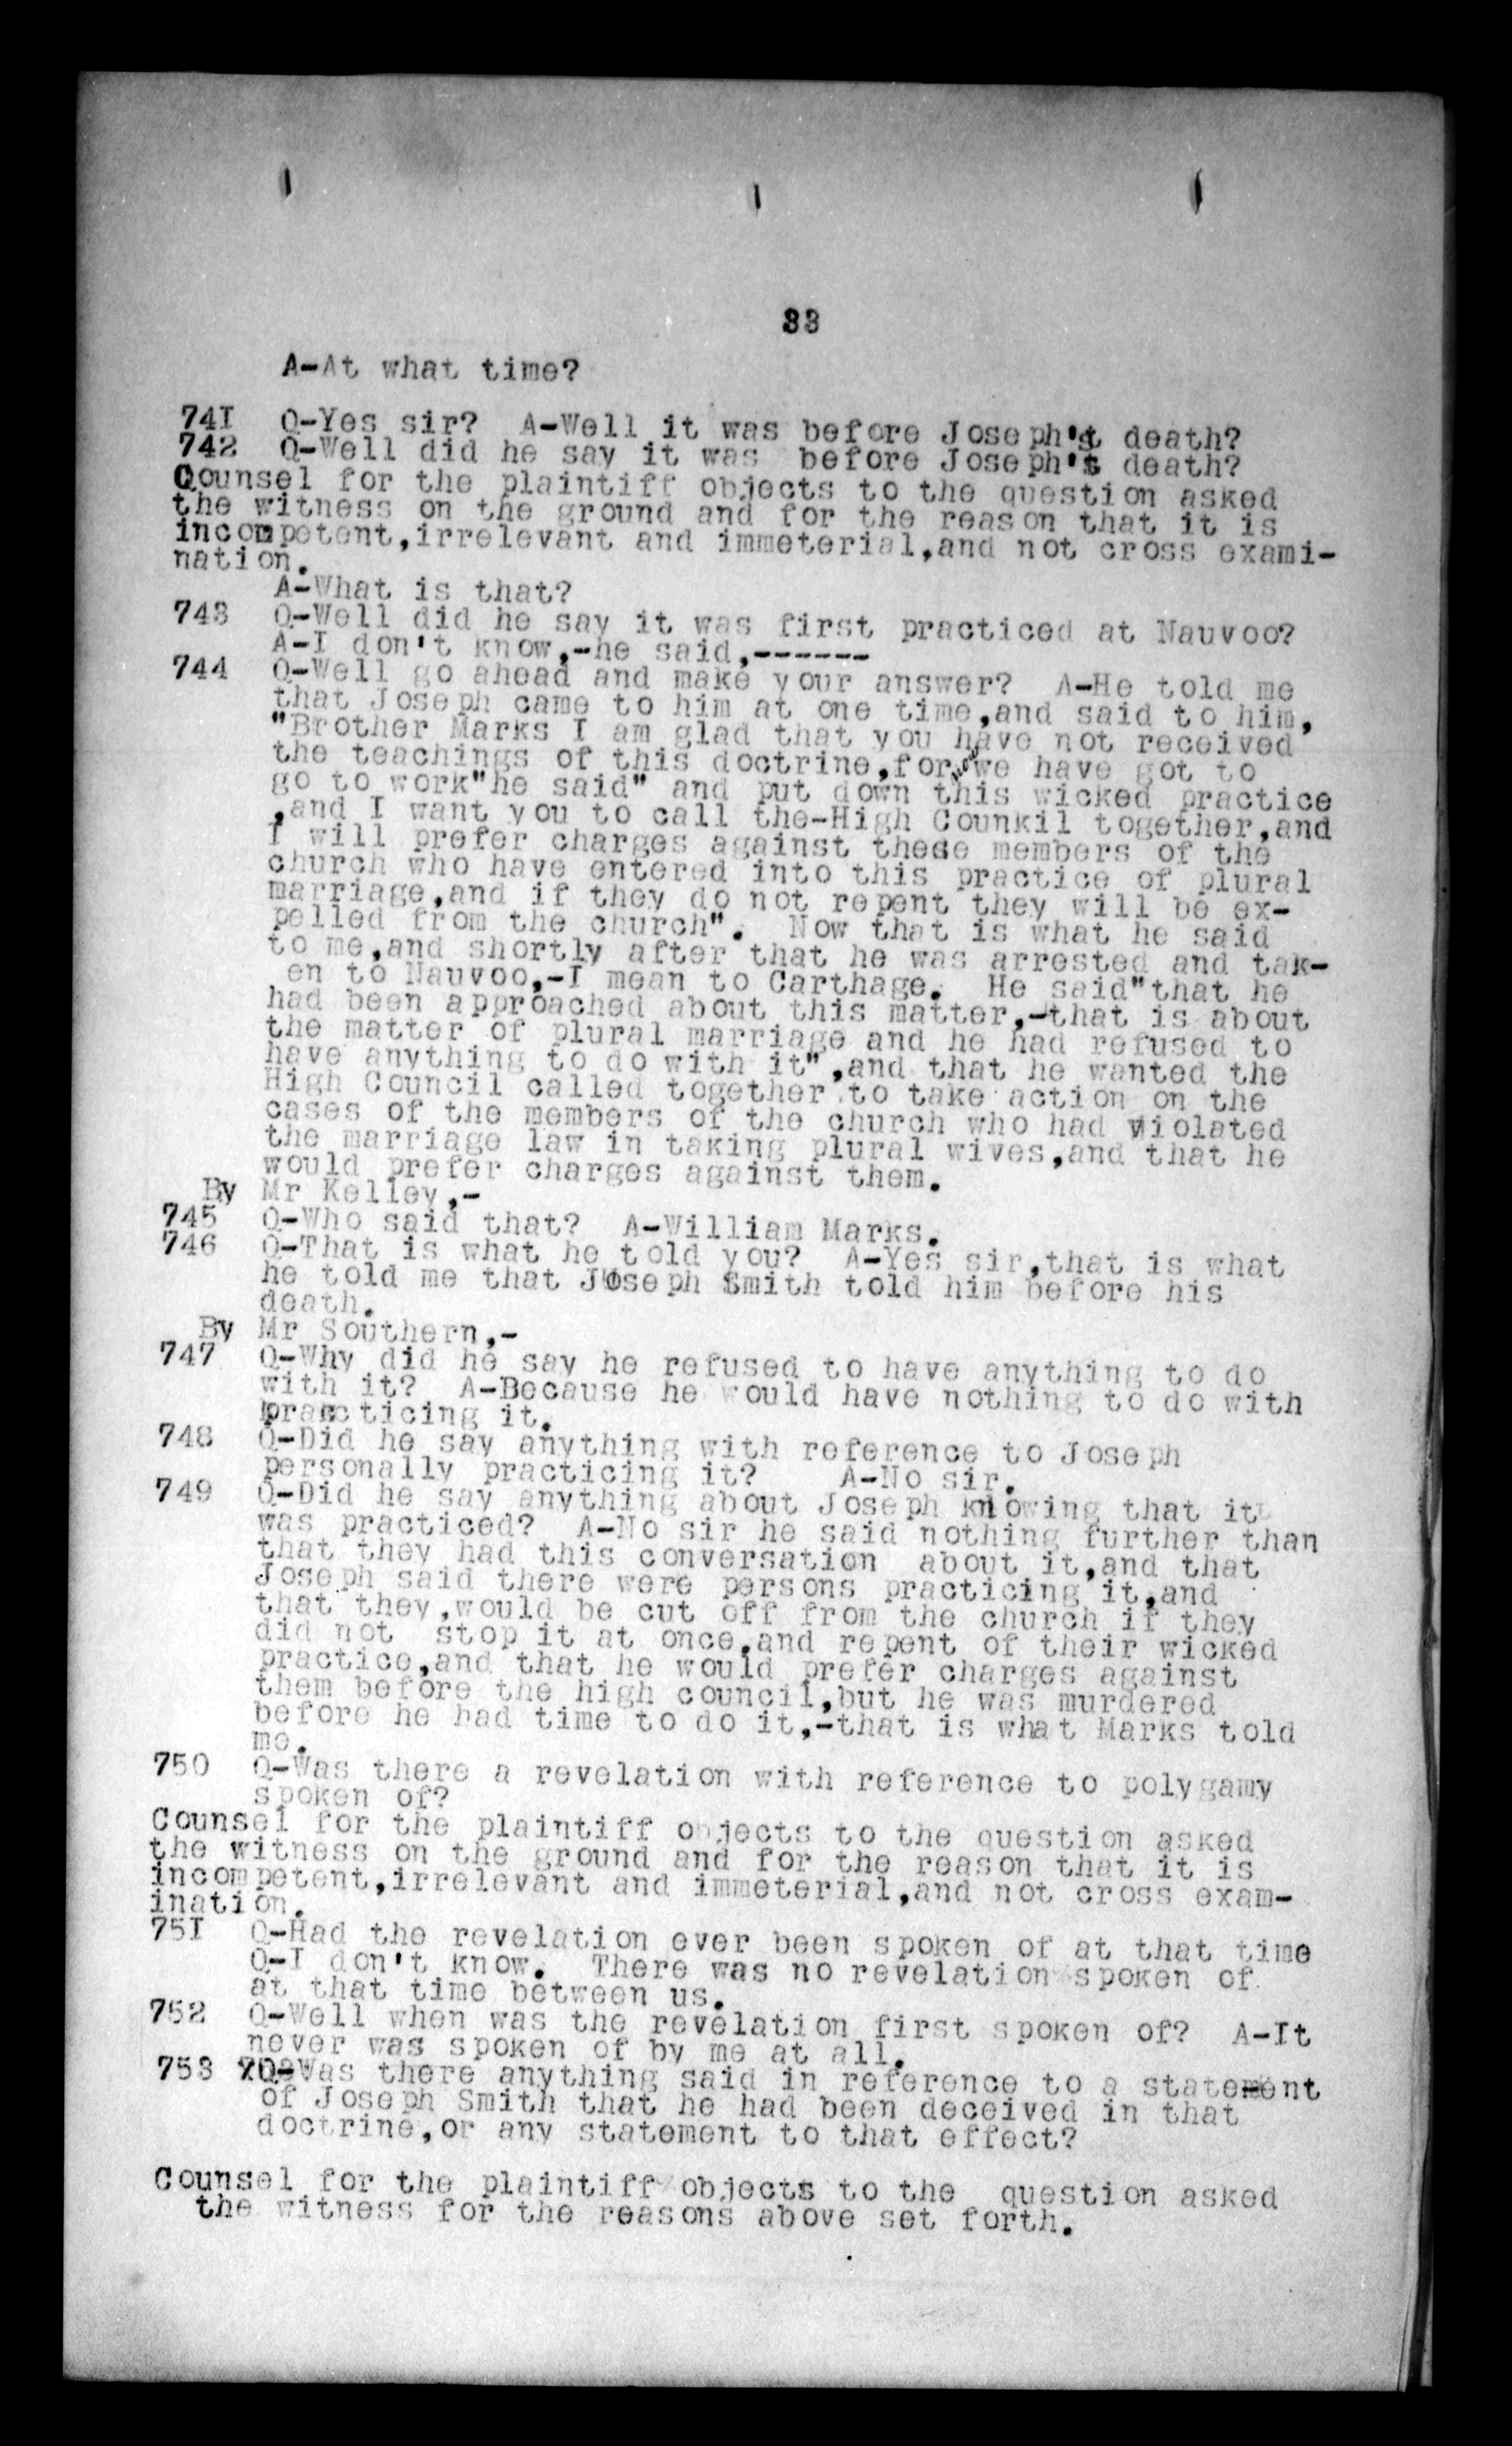 33
A-At what time?
741 Q-Yes sir? A-Well it was before Joseph's death?
742 Q-Well did he say it was before Joseph's death?
Counsel for the plaintiff objects to the question asked
the witness on the ground and for the reason that it is
incompetent,irrelevant and immeterial,and not cross exami-
nation.
A-What is that?
743 Q-Well did he say it was first practiced at Nauvoo?
A-I don't know,-he said,------
744 Q-Well go ahead and make your answer? A-He told me
that Joseph came to him at one time,and said to him,
"Brother Marks I am glad that you have not received
the teachings of this doctrine,for now we have got to
go to work"he said" and put down this wicked practice
,and I want you to call the-High Counkil together,and
I will prefer charges against these members of the
church who have entered into this practice of plural
marriage,and if they do not repent they will be ex-
pelled from the church". Now that is what he said
to me,and shortly after that he was arrested and tak-
en to Nauvoo,-I mean to Carthage. He said"that he
had been approached about this matter,-that is about
the matter of plural marriage and he had refused to
have anything to do with it",and that he wanted the
High Council called together to take action on the
cases of the members of the church who had violated
the marriage law in taking plural wives,and that he
would prefer charges against them.
By Mr Kelley,-
745 Q-Who said that? A-William Marks.
746 Q-That is what he told you? A-Yes sir,that is what
he told me that Joseph Smith told him before his
death.
By Mr Southern,-
747 Q-Why did he say he refused to have anything to do
with it? A-Because he would have nothing to do with
practicing it.
748 Q-Did he say anything with reference to Joseph
personally practicing it? A-No sir.
749 Q-Did he say anything about Joseph knowing that it
was practiced? A-No sir he said nothing further than
that they had this conversation about it,and that
Joseph said there were persons practicing it,and
that they,would be cut off from the church if they
did not stop it at once,and repent of their wicked
practice,and that he would prefer charges against
them before the high council,but he was murdered
before he had time to do it,-that is what Marks told
me.
750 Q-Was there a revelation with reference to polygamy
spoken of?
Counsel for the plaintiff objects to the question asked
the witness on the ground and for the reason that it is
incompetent,irrelevant and immeterial,and not cross exam-
ination.
751 Q-Had the revelation ever been spoken of at that time
Q-I don't know. There was no revelation spoken of
at that time between us.
752 Q-Well when was the revelation first spoken of? A-It
never was spoken of by me at all.
753 Q-Was there anything said in reference to a statement
of Joseph Smith that he had been deceived in that
doctrine,or any statement to that effect?
Counsel for the plaintiff objects to the question asked
the witness for the reasons above set forth.